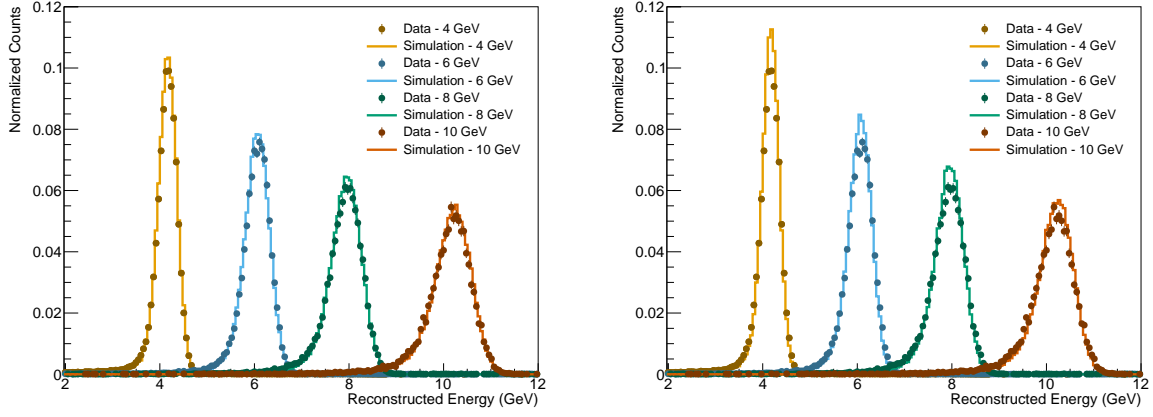 Normalized Counts
0.12
0.1
0.08
0.06
0.04
0.02
0
2 4 6 8 10 12
Reconstructed Energy (GeV)
Data - 4 GeV
Simulation - 4 GeV
Data - 6 GeV
Simulation - 6 GeV
Data - 8 GeV
Simulation - 8 GeV
Data - 10 GeV
Simulation - 10 GeV
Normalized Counts
0.12
0.1
0.08
0.06
0.04
0.02
0
2 4 6 8 10 12
Reconstructed Energy (GeV)
Data - 4 GeV
Simulation - 4 GeV
Data - 6 GeV
Simulation - 6 GeV
Data - 8 GeV
Simulation - 8 GeV
Data - 10 GeV
Simulation - 10 GeV